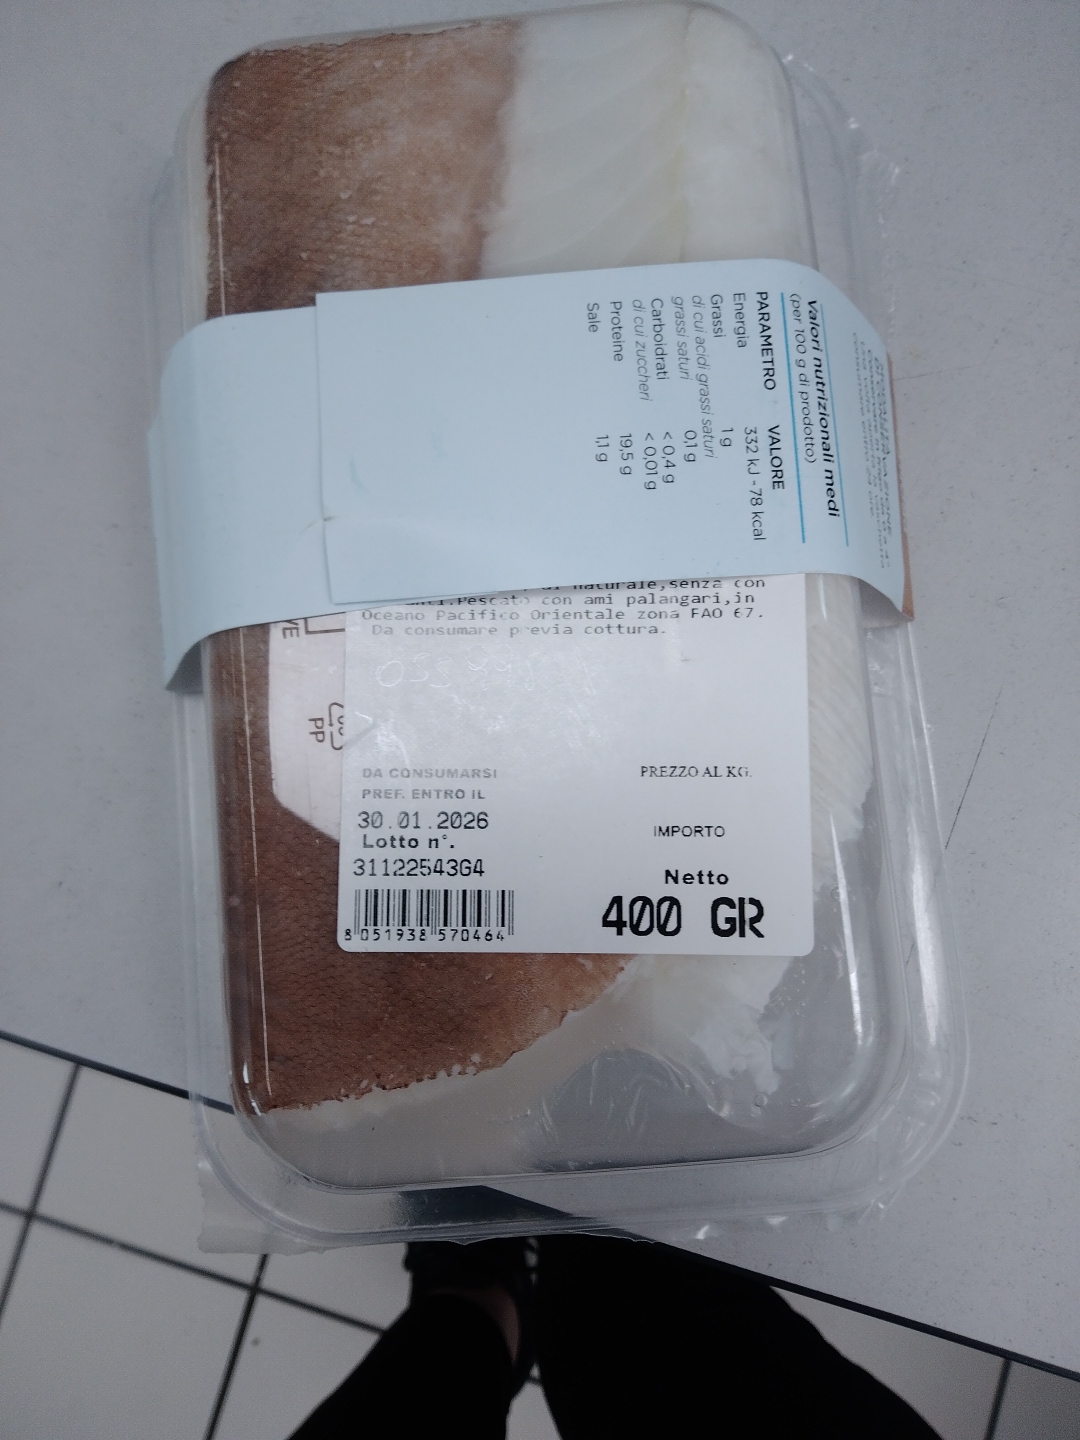 Valori nutrizionali medi
(per 100 g di prodotto)
PARAMETRO VALORE
Energia 332 kJ - 78 kcal
Grassi 1 g
di cui acidi grassi saturi
grassi saturi 0,1 g
Carboidrati < 0,4 g
di cui zuccheri < 0,01 g
Proteine 19,5 g
Sale 1,1 g
naturale,senza con
.Pescato con ami palangari,in
Oceano Pacifico Orientale zona FAO 67.
Da consumare previa cottura.
PP
DA CONSUMARSI
PREF. ENTRO IL
30.01.2026
Lotto n°.
3112254364
8 051938 570464
PREZZO AL KG.
IMPORTO
Netto
400 GR